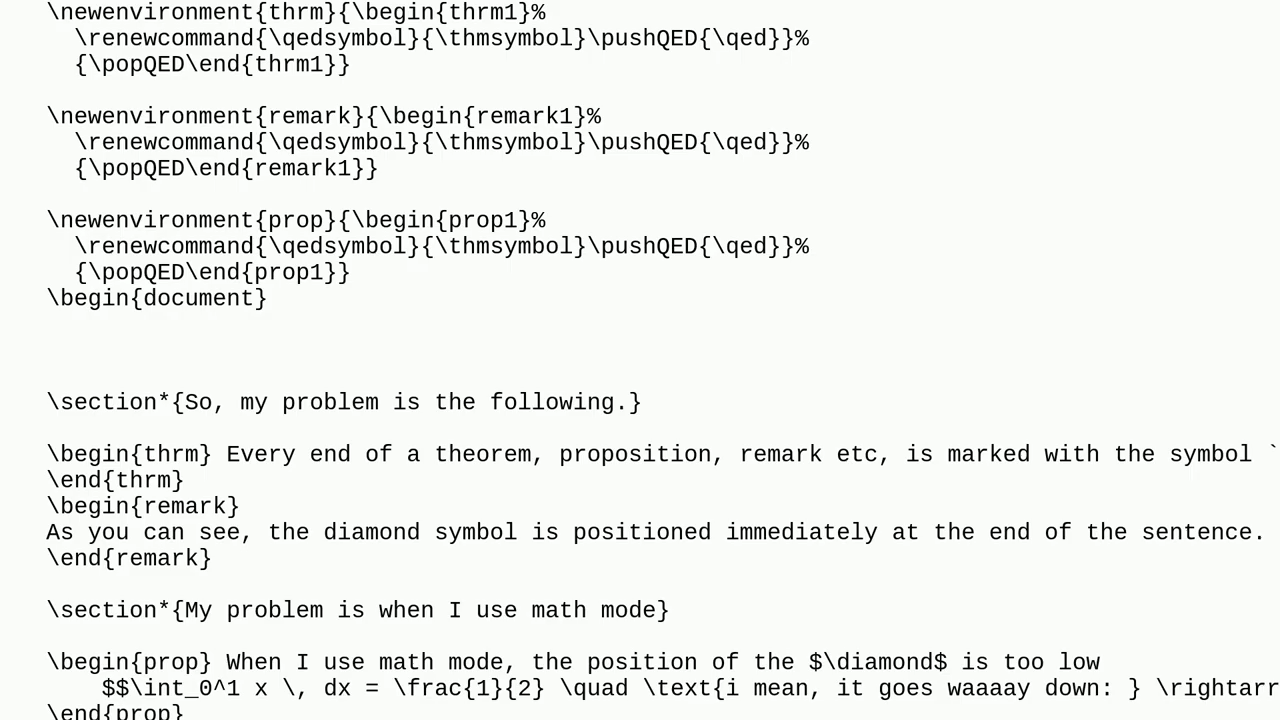 \newenvironment{thrm}{\begin{thrm1}%
  \renewcommand{\qedsymbol}{\thmsymbol}\pushQED{\qed}}%
  {\popQED\end{thrm1}}

\newenvironment{remark}{\begin{remark1}%
  \renewcommand{\qedsymbol}{\thmsymbol}\pushQED{\qed}}%
  {\popQED\end{remark1}}

\newenvironment{prop}{\begin{prop1}%
  \renewcommand{\qedsymbol}{\thmsymbol}\pushQED{\qed}}%
  {\popQED\end{prop1}}
\begin{document}

\section*{So, my problem is the following.}

\begin{thrm} Every end of a theorem, proposition, remark etc, is marked with the symbol `
\end{thrm}
\begin{remark}
As you can see, the diamond symbol is positioned immediately at the end of the sentence.
\end{remark}

\section*{My problem is when I use math mode}

\begin{prop} When I use math mode, the position of the $\diamond$ is too low
    $$\int_0^1 x \, dx = \frac{1}{2} \quad \text{i mean, it goes waaaay down: } \rightarr
\end{prop}